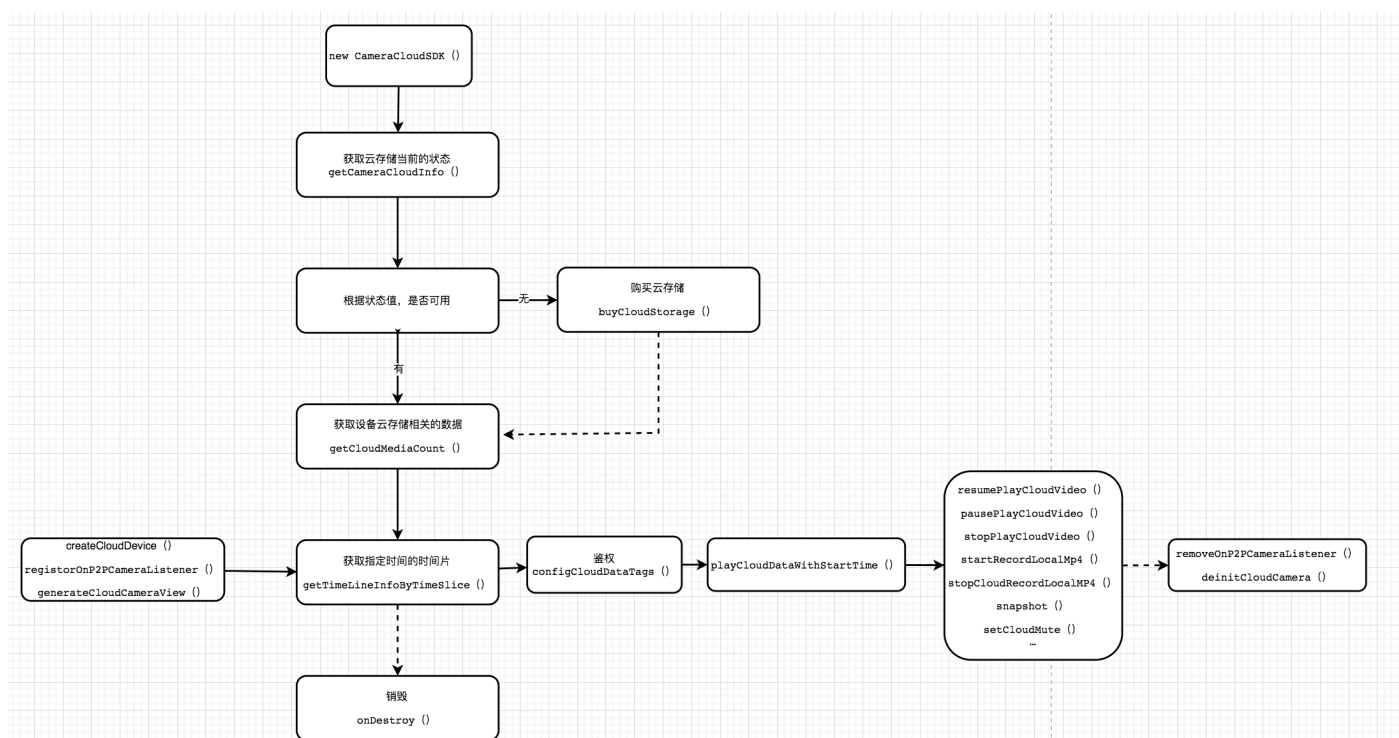 new CameraCloudSDK ()
获取云存储当前的状态
getCameraCloudInfo ()
根据状态值，是否可用
无
购买云存储
buyCloudStorage ()
有
获取设备云存储相关的数据
getCloudMediaCount ()
createCloudDevice ()
registorOnP2PCameraListener ()
generateCloudCameraView ()
获取指定时间的时间片
getTimeLineInfoByTimeSlice ()
鉴权
configCloudDataTags ()
playCloudDataWithStartTime ()
resumePlayCloudVideo ()
pausePlayCloudVideo ()
stopPlayCloudVideo ()
startRecordLocalMp4 ()
stopCloudRecordLocalMP4 ()
snapshot ()
setCloudMute ()
…
removeOnP2PCameraListener ()
deinitCloudCamera ()
销毁
onDestroy ()